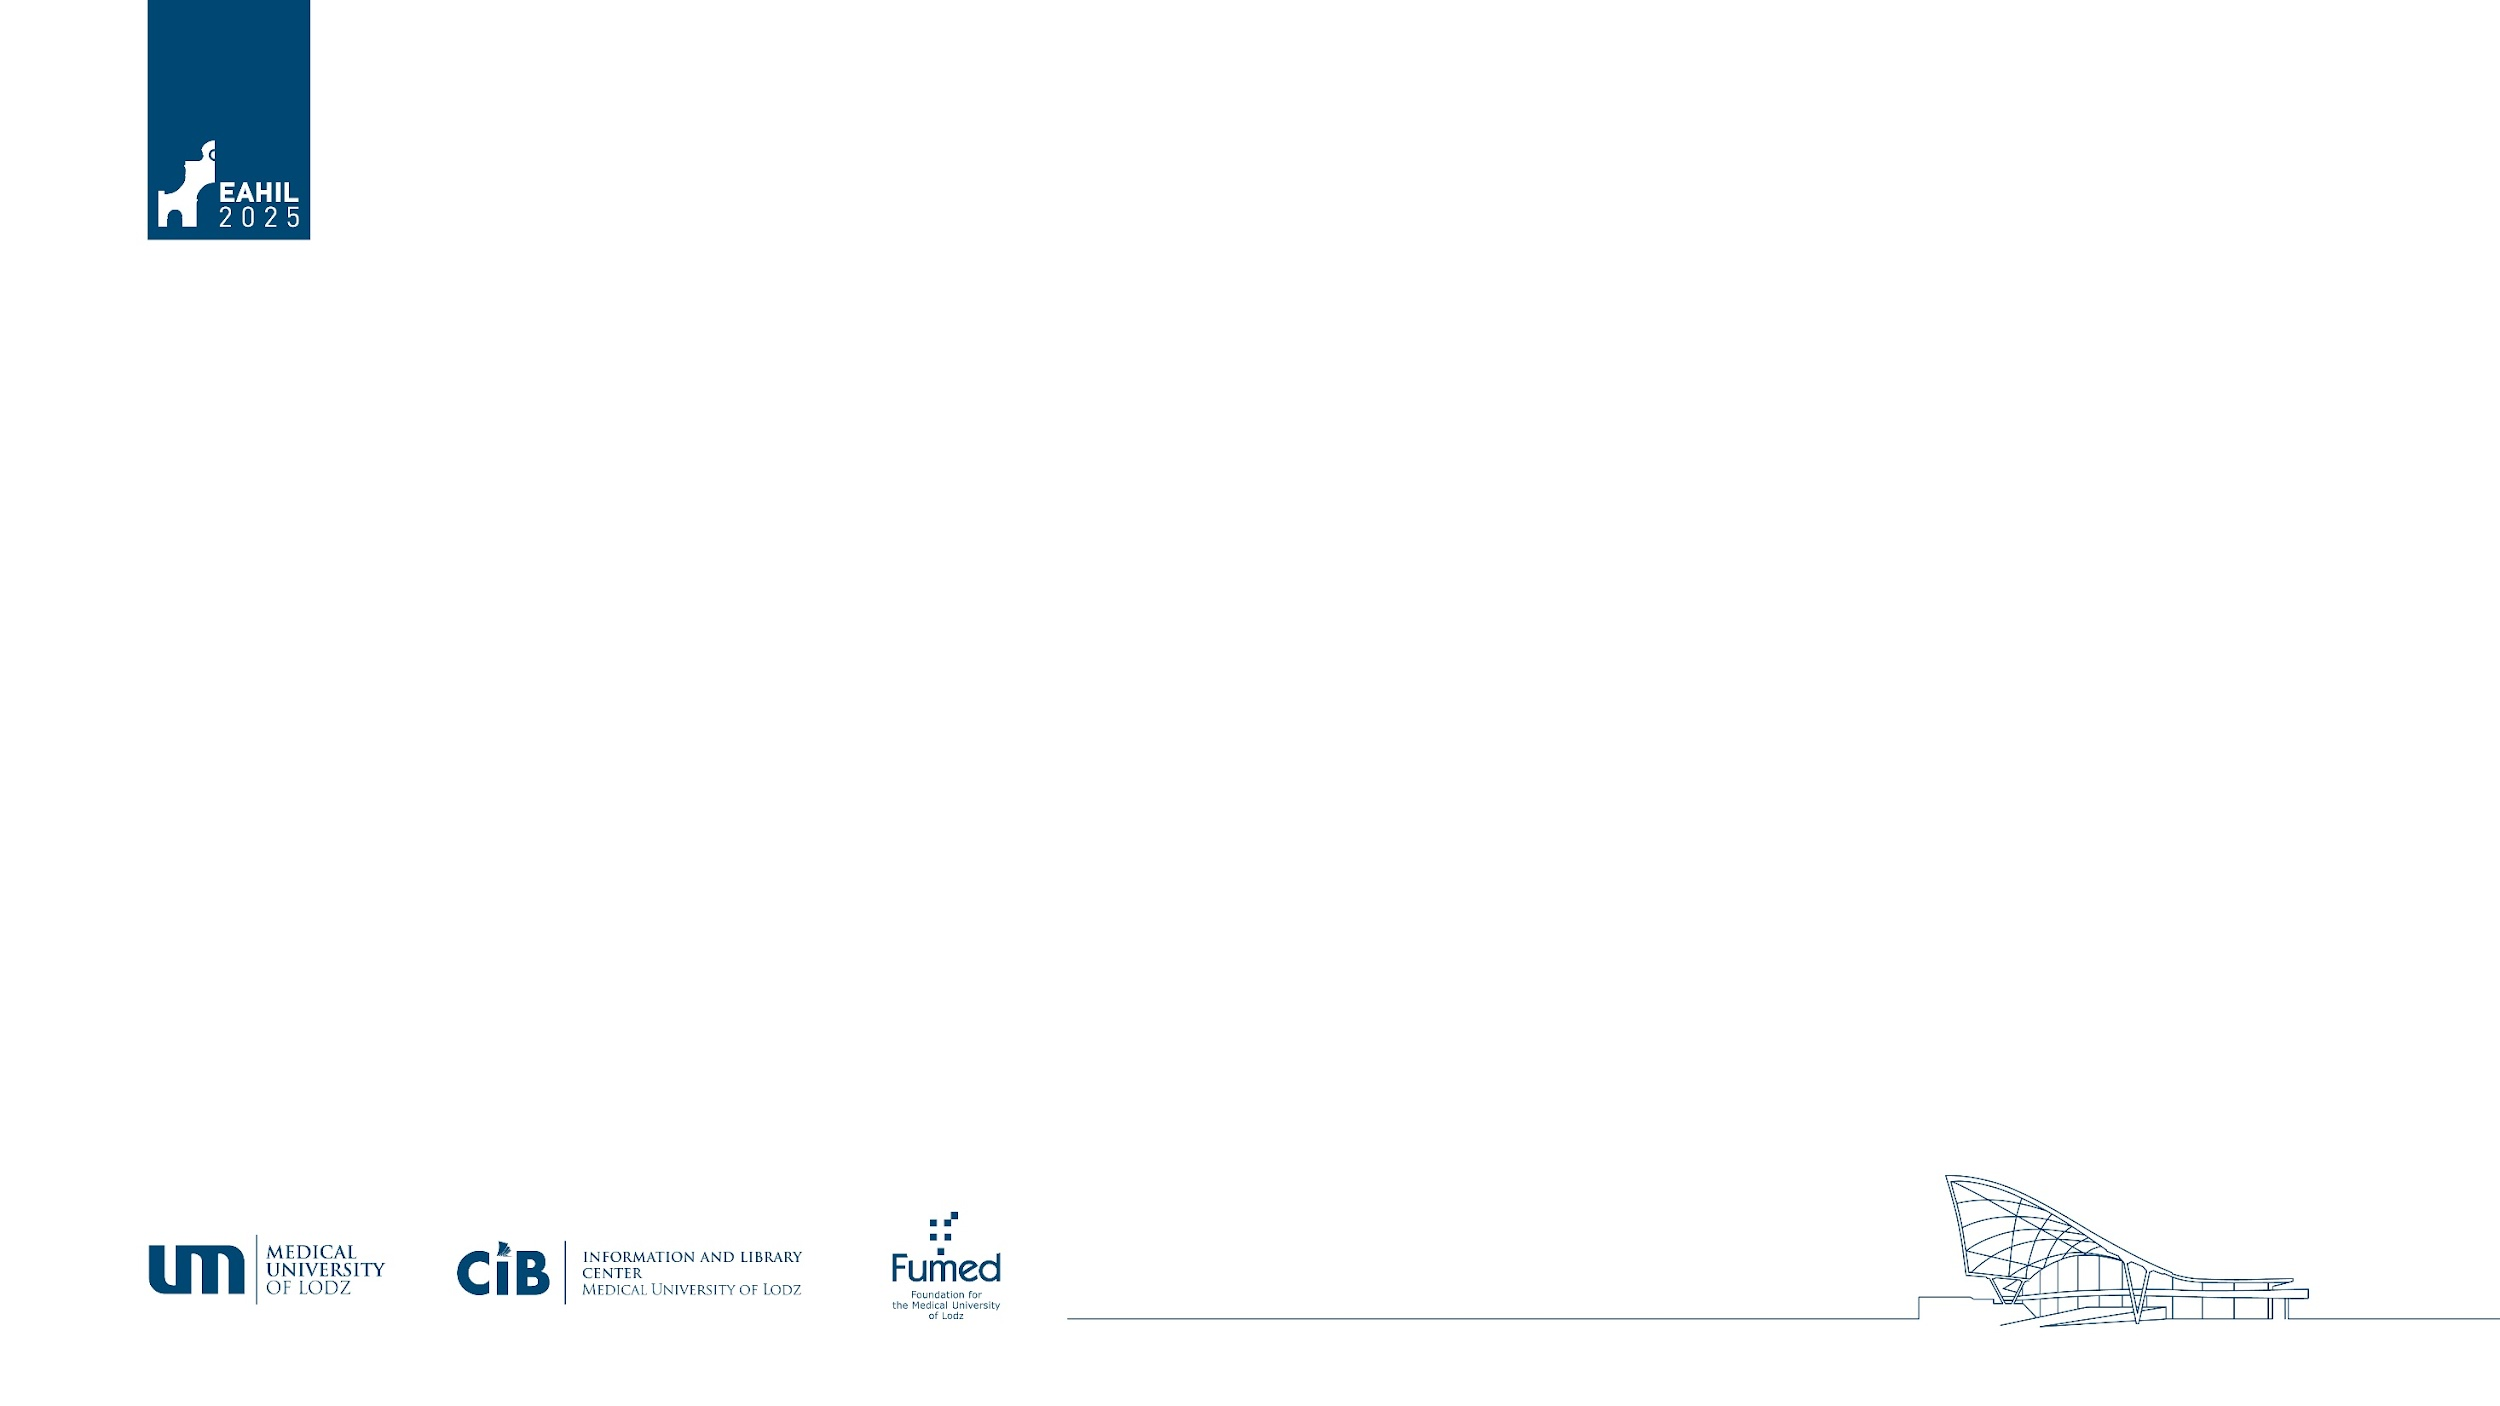 EAHIL
2025
um
MEDICAL
UNIVERSITY
OF LODZ
CiB
INFORMATION AND LIBRARY
CENTER
MEDICAL UNIVERSITY OF LODZ
Fumed
Foundation for
the Medical University
of Lodz